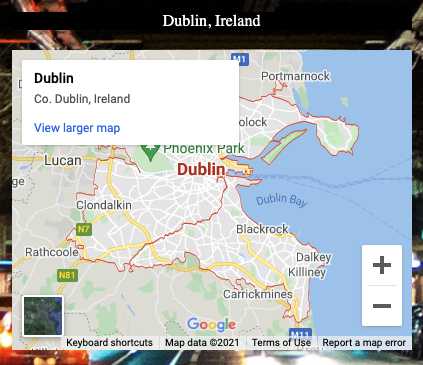 Dublin, Ireland
Dublin
Co. Dublin, Ireland
View larger map
M1
Portmarnock
Phoenix Park
Dublin
Lucan
Dublin Bay
Clondalkin
N7
Blackrock
Rathcoole
Dalkey
Killiney
N81
Carrickmines
Google
M11
Keyboard shortcuts Map data ©2021 Terms of Use Report a map error